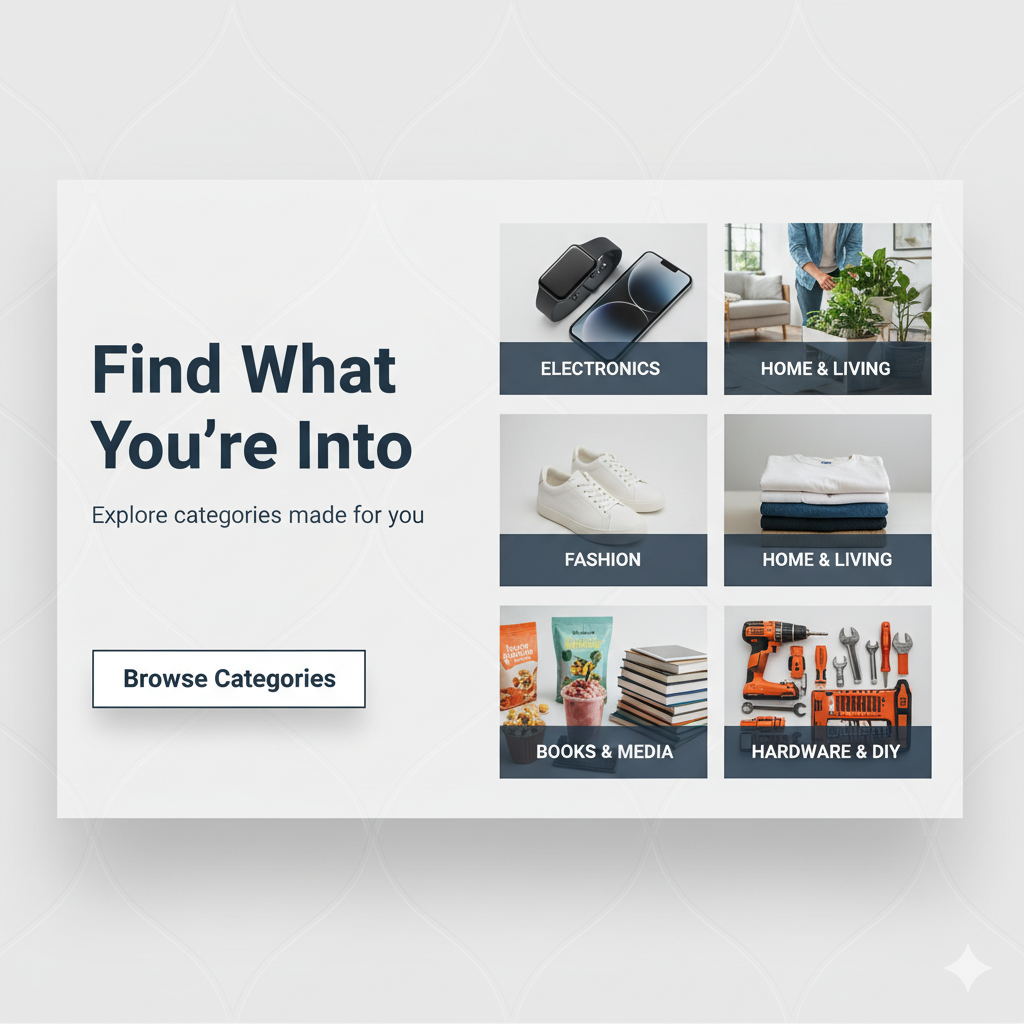 Find What
You’re Into
Explore categories made for you
Browse Categories
ELECTRONICS
HOME & LIVING
FASHION
HOME & LIVING
BOOKS & MEDIA
HARDWARE & DIY